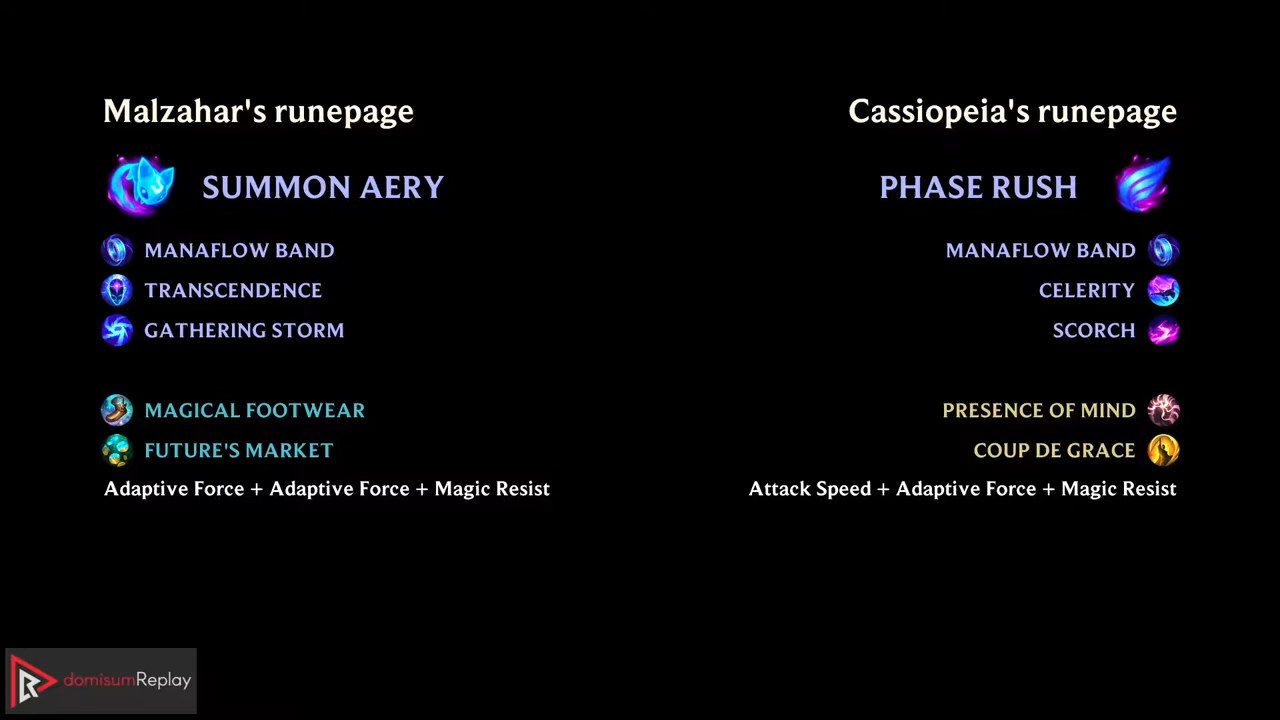 Malzahar's runepage
SUMMON AERY
MANAFLOW BAND
TRANSCENDENCE
GATHERING STORM
MAGICAL FOOTWEAR
FUTURE'S MARKET
Adaptive Force + Adaptive Force + Magic Resist
Cassiopeia's runepage
PHASE RUSH
MANAFLOW BAND
CELERITY
SCORCH
PRESENCE OF MIND
COUP DE GRACE
Attack Speed + Adaptive Force + Magic Resist
domisumReplay